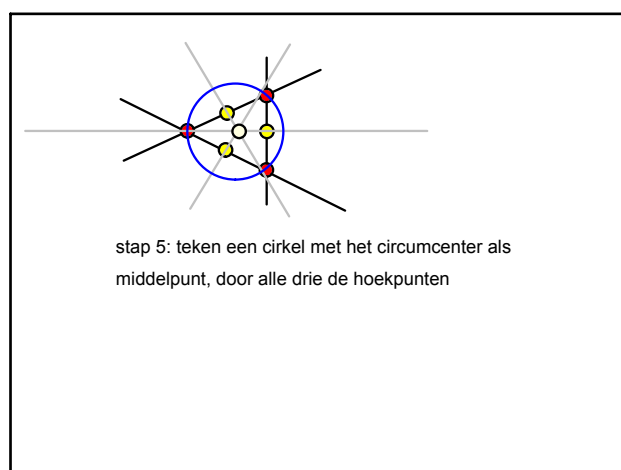 stap 5: teken een cirkel met het circumcenter als
middelpunt, door alle drie de hoekpunten